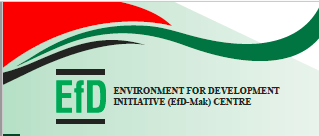 EfD
ENVIRONMENT FOR DEVELOPMENT
INITIATIVE (EfD-Mak) CENTRE